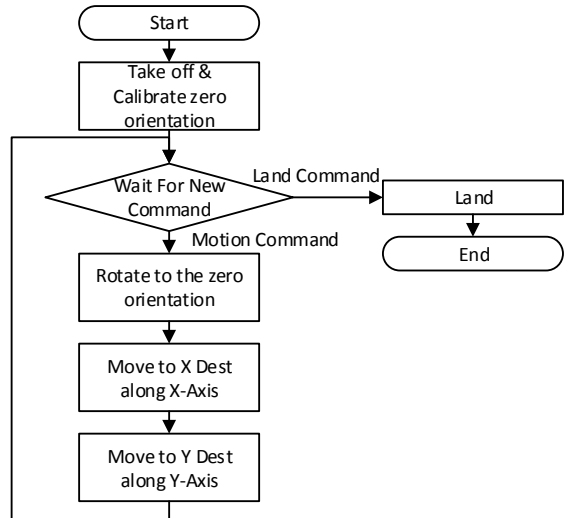 Start
Take off &
Calibrate zero
orientation
Wait For New
Command
Land Command
Land
End
Motion Command
Rotate to the zero
orientation
Move to X Dest
along X-Axis
Move to Y Dest
along Y-Axis